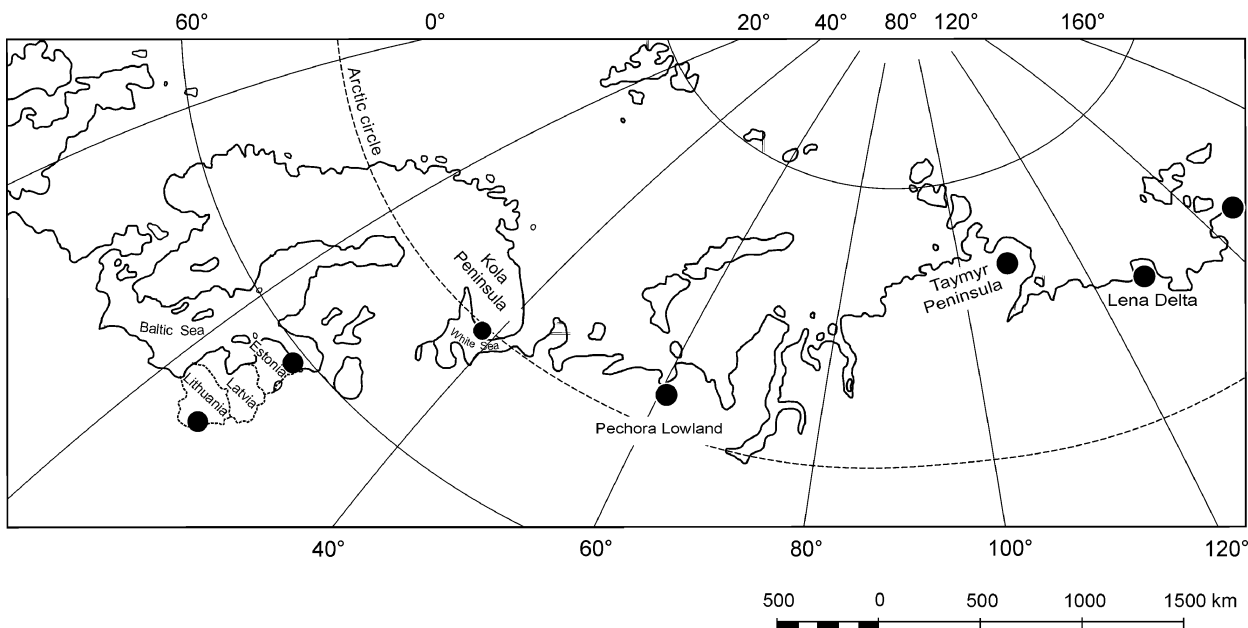 60° 0° 20° 40° 80° 120° 160°
Arctic circle
Kola
Peninsula
Taymyr
Peninsula
Lena Delta
Baltic Sea
White Sea
Estonia
Latvia
Lithuania
Pechora Lowland
40° 60° 80° 100° 120°
500 0 500 1000 1500 km